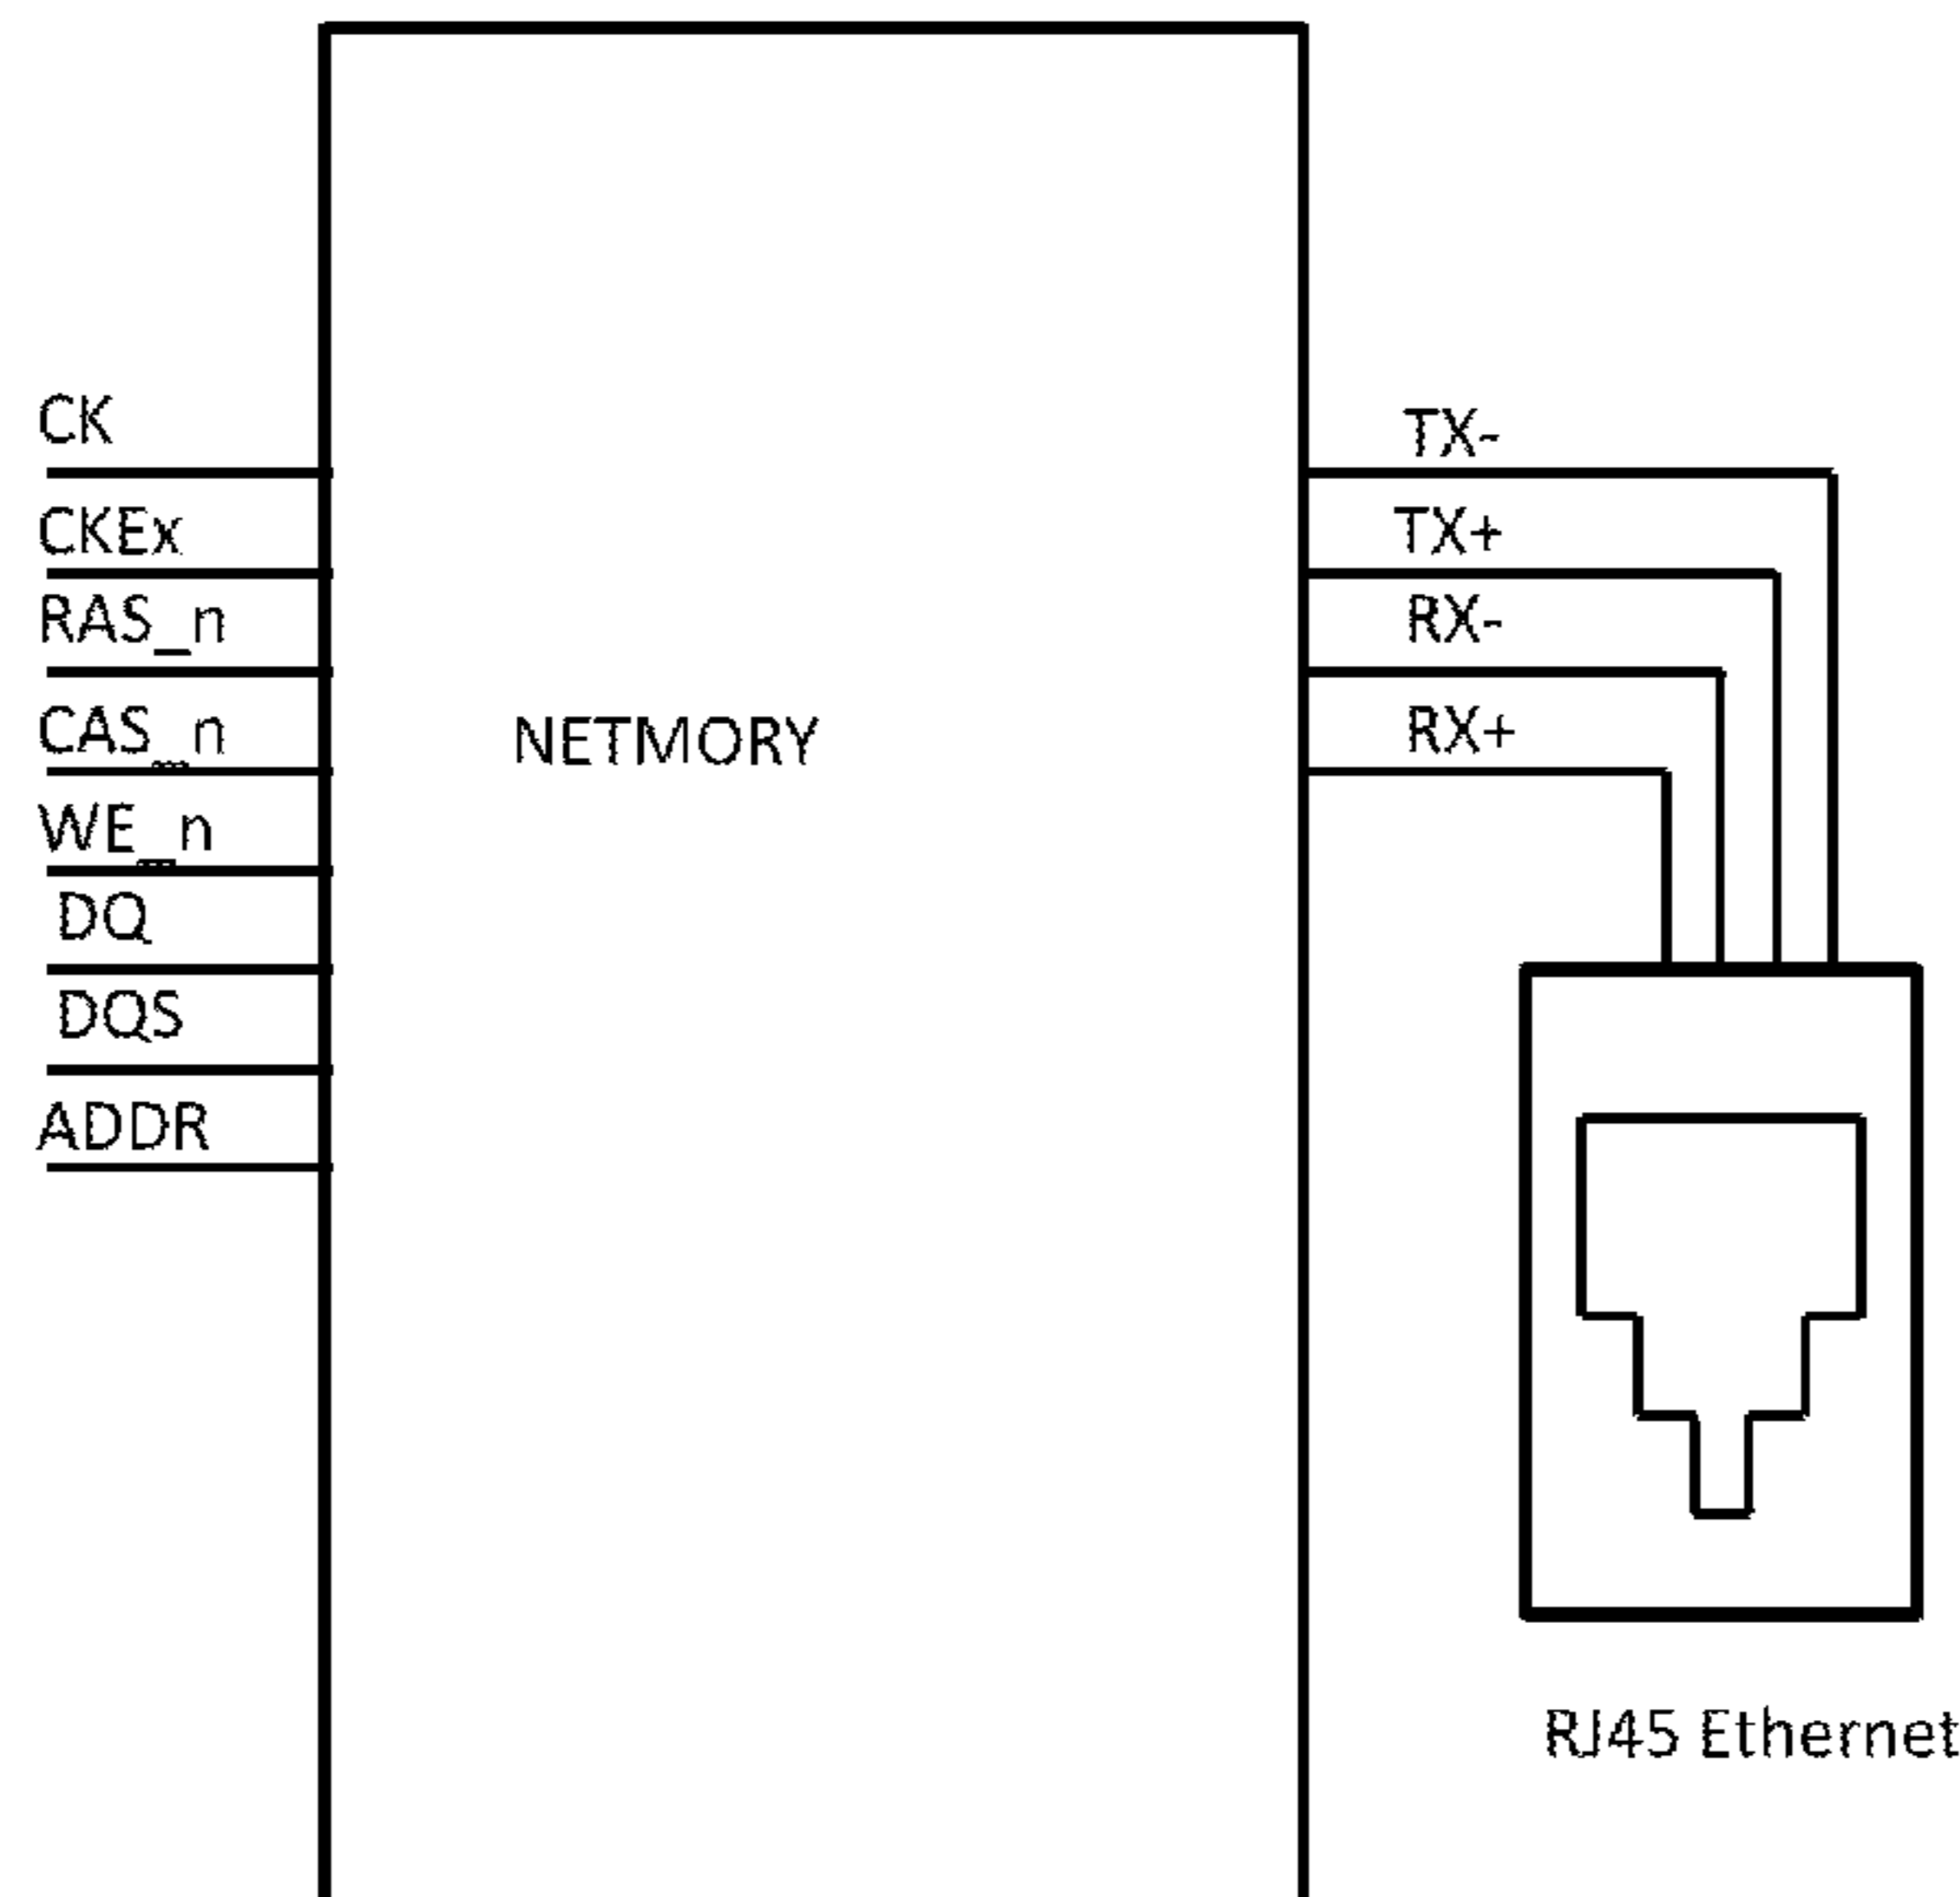 CK
CKEx
RAS_n
CAS_n
WE_n
DQ
DQS
ADDR
NETMORY
TX-
TX+
RX-
RX+
RJ45 Ethernet